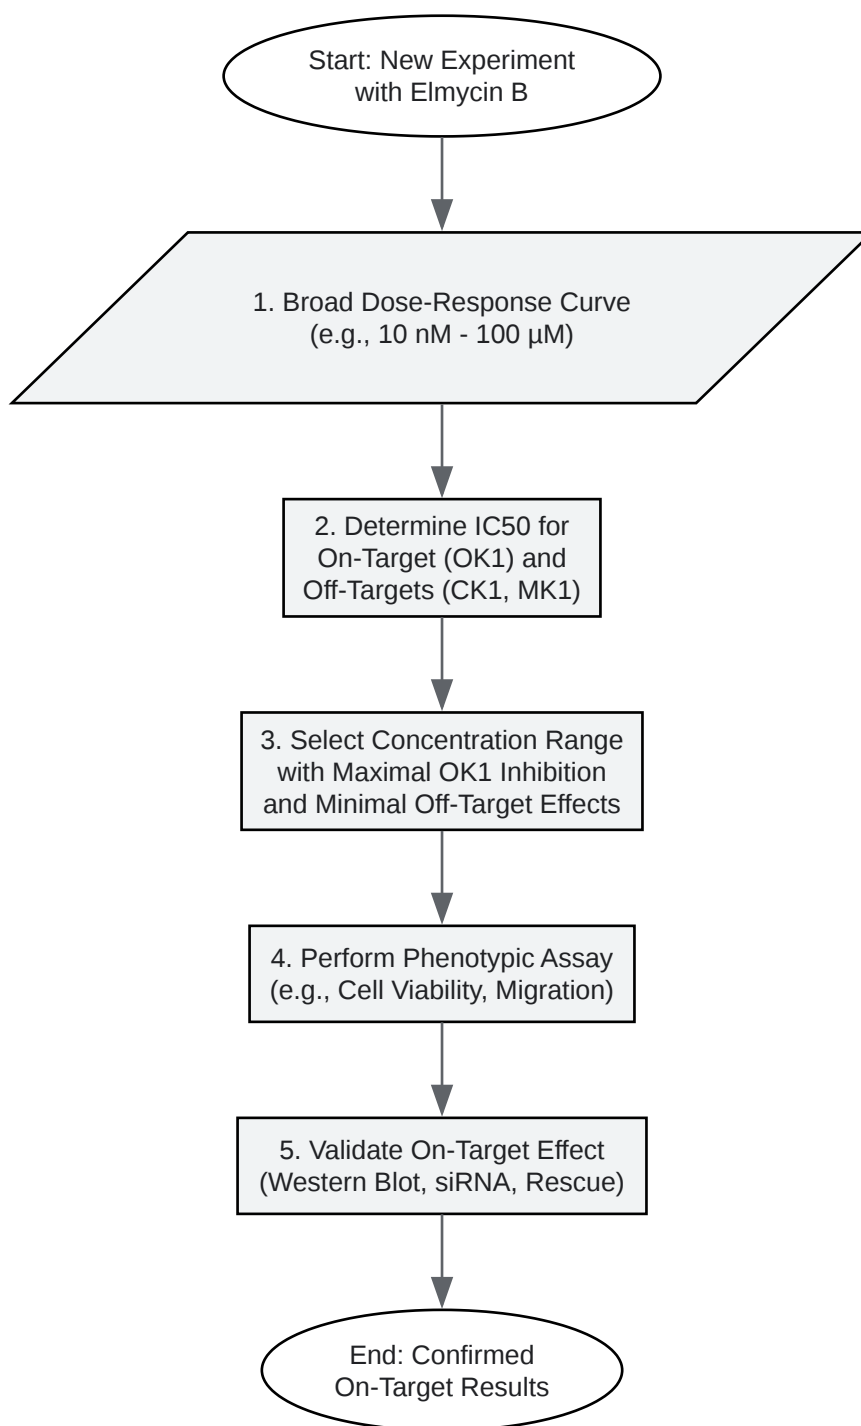 Start: New Experiment
with Elmycin B
1. Broad Dose-Response Curve
(e.g., 10 nM - 100 µM)
2. Determine IC50 for
On-Target (OK1) and
Off-Targets (CK1, MK1)
3. Select Concentration Range
with Maximal OK1 Inhibition
and Minimal Off-Target Effects
4. Perform Phenotypic Assay
(e.g., Cell Viability, Migration)
5. Validate On-Target Effect
(Western Blot, siRNA, Rescue)
End: Confirmed
On-Target Results